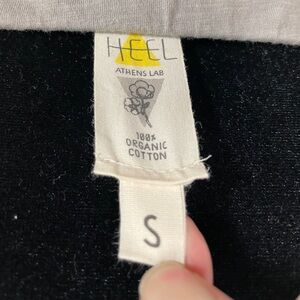 HEEL
ATHENS LAB
100%
ORGANIC
COTTON
S